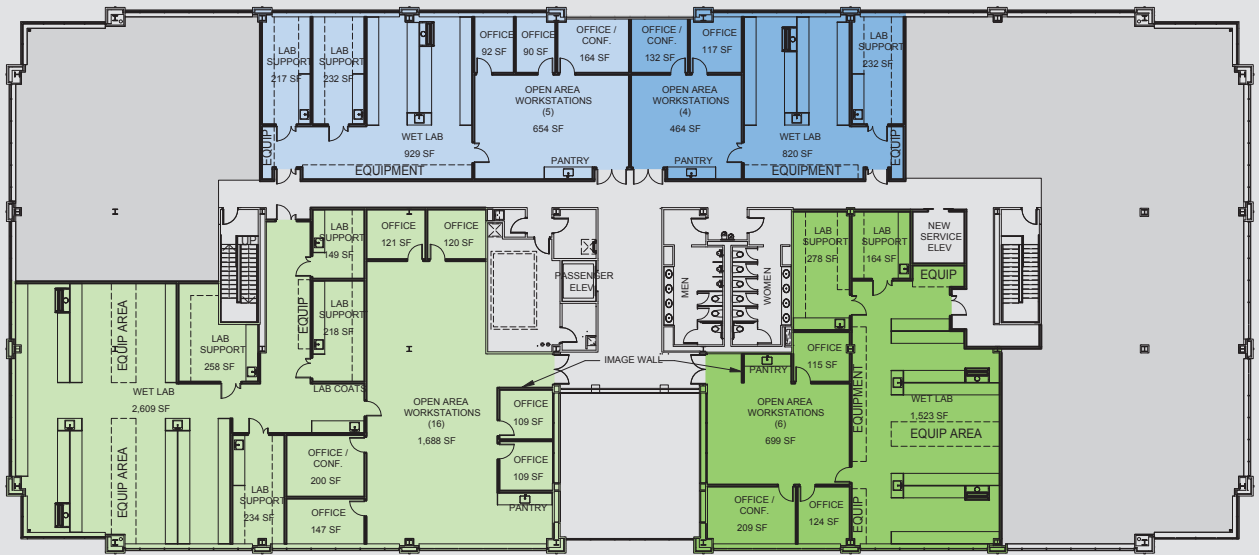 LAB
SUPPORT
217 SF
LAB
SUPPORT
232 SF
EQUIP
WET LAB
929 SF
EQUIPMENT
OFFICE
92 SF
OFFICE
90 SF
OFFICE /
CONF.
164 SF
OPEN AREA
WORKSTATIONS
(5)
654 SF
PANTRY
OFFICE /
CONF.
132 SF
OFFICE
117 SF
OPEN AREA
WORKSTATIONS
(4)
464 SF
PANTRY
WET LAB
820 SF
EQUIPMENT
LAB
SUPPORT
232 SF
EQUIP
UP
LAB
SUPPORT
149 SF
OFFICE
121 SF
OFFICE
120 SF
EQUIP
LAB
SUPPORT
218 SF
LAB COATS
EQUIP AREA
LAB
SUPPORT
258 SF
WET LAB
2,609 SF
EQUIP AREA
LAB
SUPPORT
234 SF
OFFICE /
CONF.
200 SF
OFFICE
147 SF
OPEN AREA
WORKSTATIONS
(16)
1,688 SF
OFFICE
109 SF
OFFICE
109 SF
PANTRY
PASSENGER
ELEV
IMAGE WALL
MEN
WOMEN
LAB
SUPPORT
278 SF
LAB
SUPPORT
164 SF
NEW
SERVICE
ELEV
EQUIP
PANTRY
OFFICE
115 SF
OPEN AREA
WORKSTATIONS
(6)
699 SF
EQUIPMENT
WET LAB
1,523 SF
EQUIP AREA
OFFICE /
CONF.
209 SF
OFFICE
124 SF
EQUIP